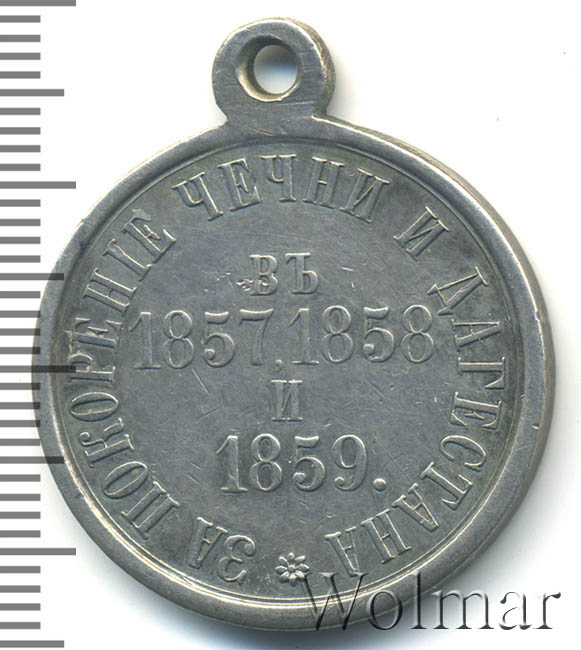 ЗА ПОКОРЕНІЕ ЧЕЧНИ И ДАГЕСТАНА
ВЪ
1857, 1858
И
1859.
Wolmar